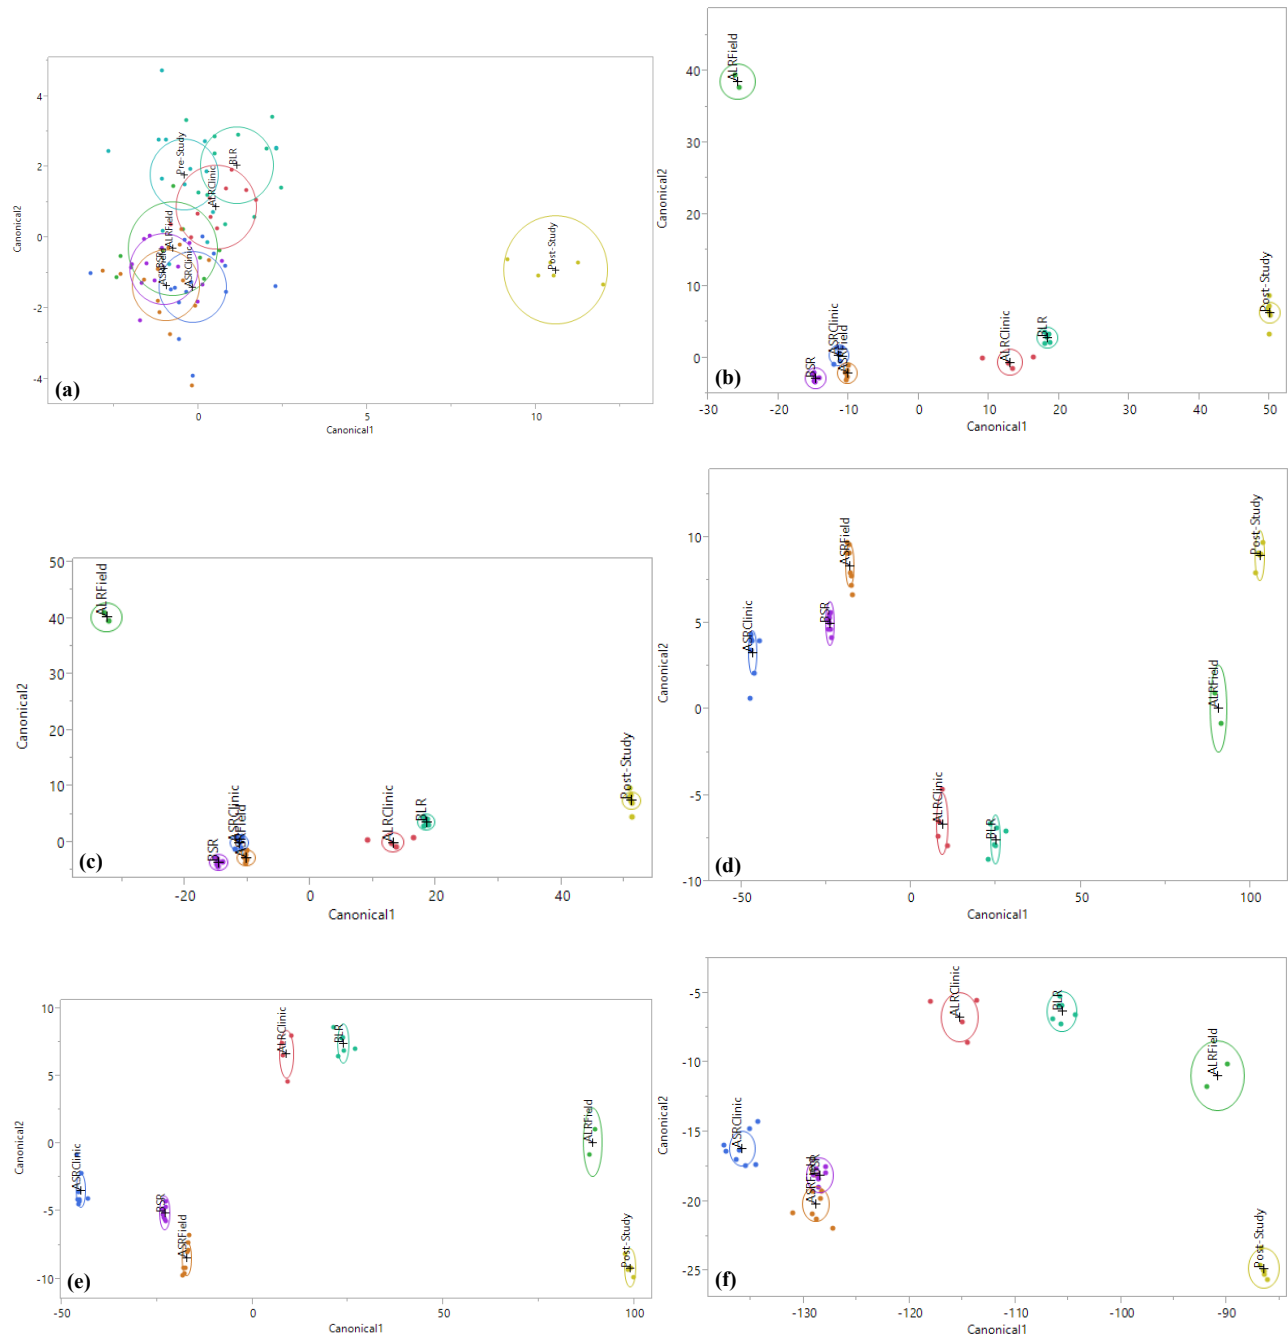 4
2
0
-2
-4
0
5
10
Canonical1
Canonical2
Pre-Study
BLR
ALRClinic
ALRField
BSR
ASRField
ASRClinic
Post-Study
(a)
40
30
20
10
0
-30
-20
-10
0
10
20
30
40
50
Canonical1
Canonical2
ALRField
BSR
ASRClinic
ASRField
ALRClinic
BLR
Post-Study
(b)
50
40
30
20
10
0
-20
0
20
40
Canonical1
Canonical2
ALRField
BSR
ASRClinic
ALRClinic
BLR
Post-Study
(c)
10
5
0
-5
-10
-50
0
50
100
Canonical1
Canonical2
ASRClinic
BSR
ASRField
ALRClinic
BLR
ALRField
Post-Study
(d)
10
5
0
-5
-10
-50
0
50
100
Canonical1
Canonical2
ASRClinic
BSR
ASRField
ALRClinic
BLR
ALRField
Post-Study
(e)
-5
-10
-15
-20
-25
-130
-120
-110
-100
-90
Canonical1
Canonical2
ALRClinic
BLR
ALRField
ASRClinic
BSR
ASRField
Post-Study
(f)